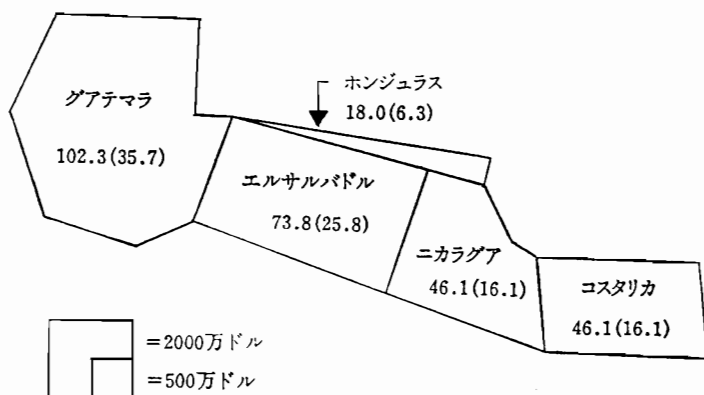 グアテマラ
102.3(35.7)
ホンジュラス
18.0(6.3)
エルサルバドル
73.8(25.8)
ニカラグア
46.1(16.1)
コスタリカ
46.1(16.1)
=2000万ドル
=500万ドル